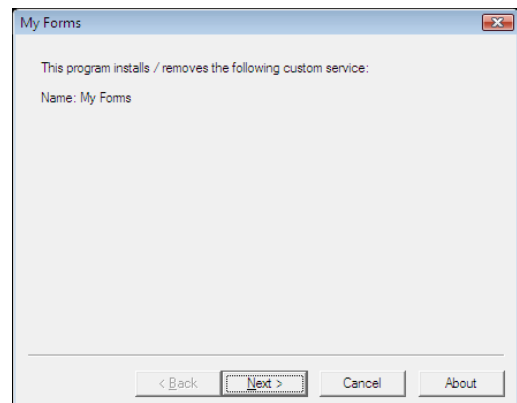 My Forms
This program installs / removes the following custom service:
Name: My Forms
< Back
Next >
Cancel
About